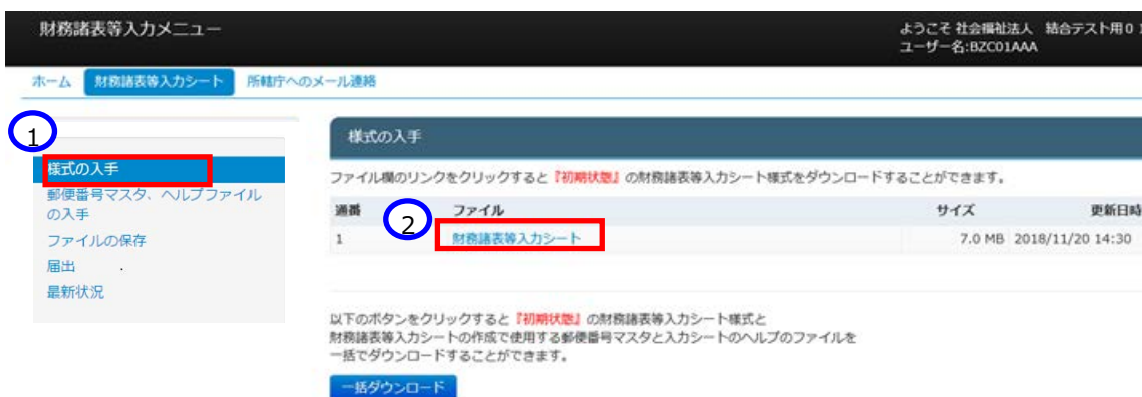 財務諸表等入力メニュー
ようこそ 社会福祉法人 結合テスト用０１
ユーザー名:BZC01AAA
ホーム 財務諸表等入力シート 所轄庁へのメール連絡
1
様式の入手
郵便番号マスタ、ヘルプファイル
の入手
ファイルの保存
届出 .
最新状況
様式の入手
ファイル欄のリンクをクリックすると『初期状態』の財務諸表等入力シート様式をダウンロードすることができます。
通番 ファイル サイズ 更新日時
2
1 財務諸表等入力シート 7.0 MB 2018/11/20 14:30
以下のボタンをクリックすると『初期状態』の財務諸表等入力シート様式と
財務諸表等入力シートの作成で使用する郵便番号マスタと入力シートのヘルプのファイルを
一括でダウンロードすることができます。
一括ダウンロード